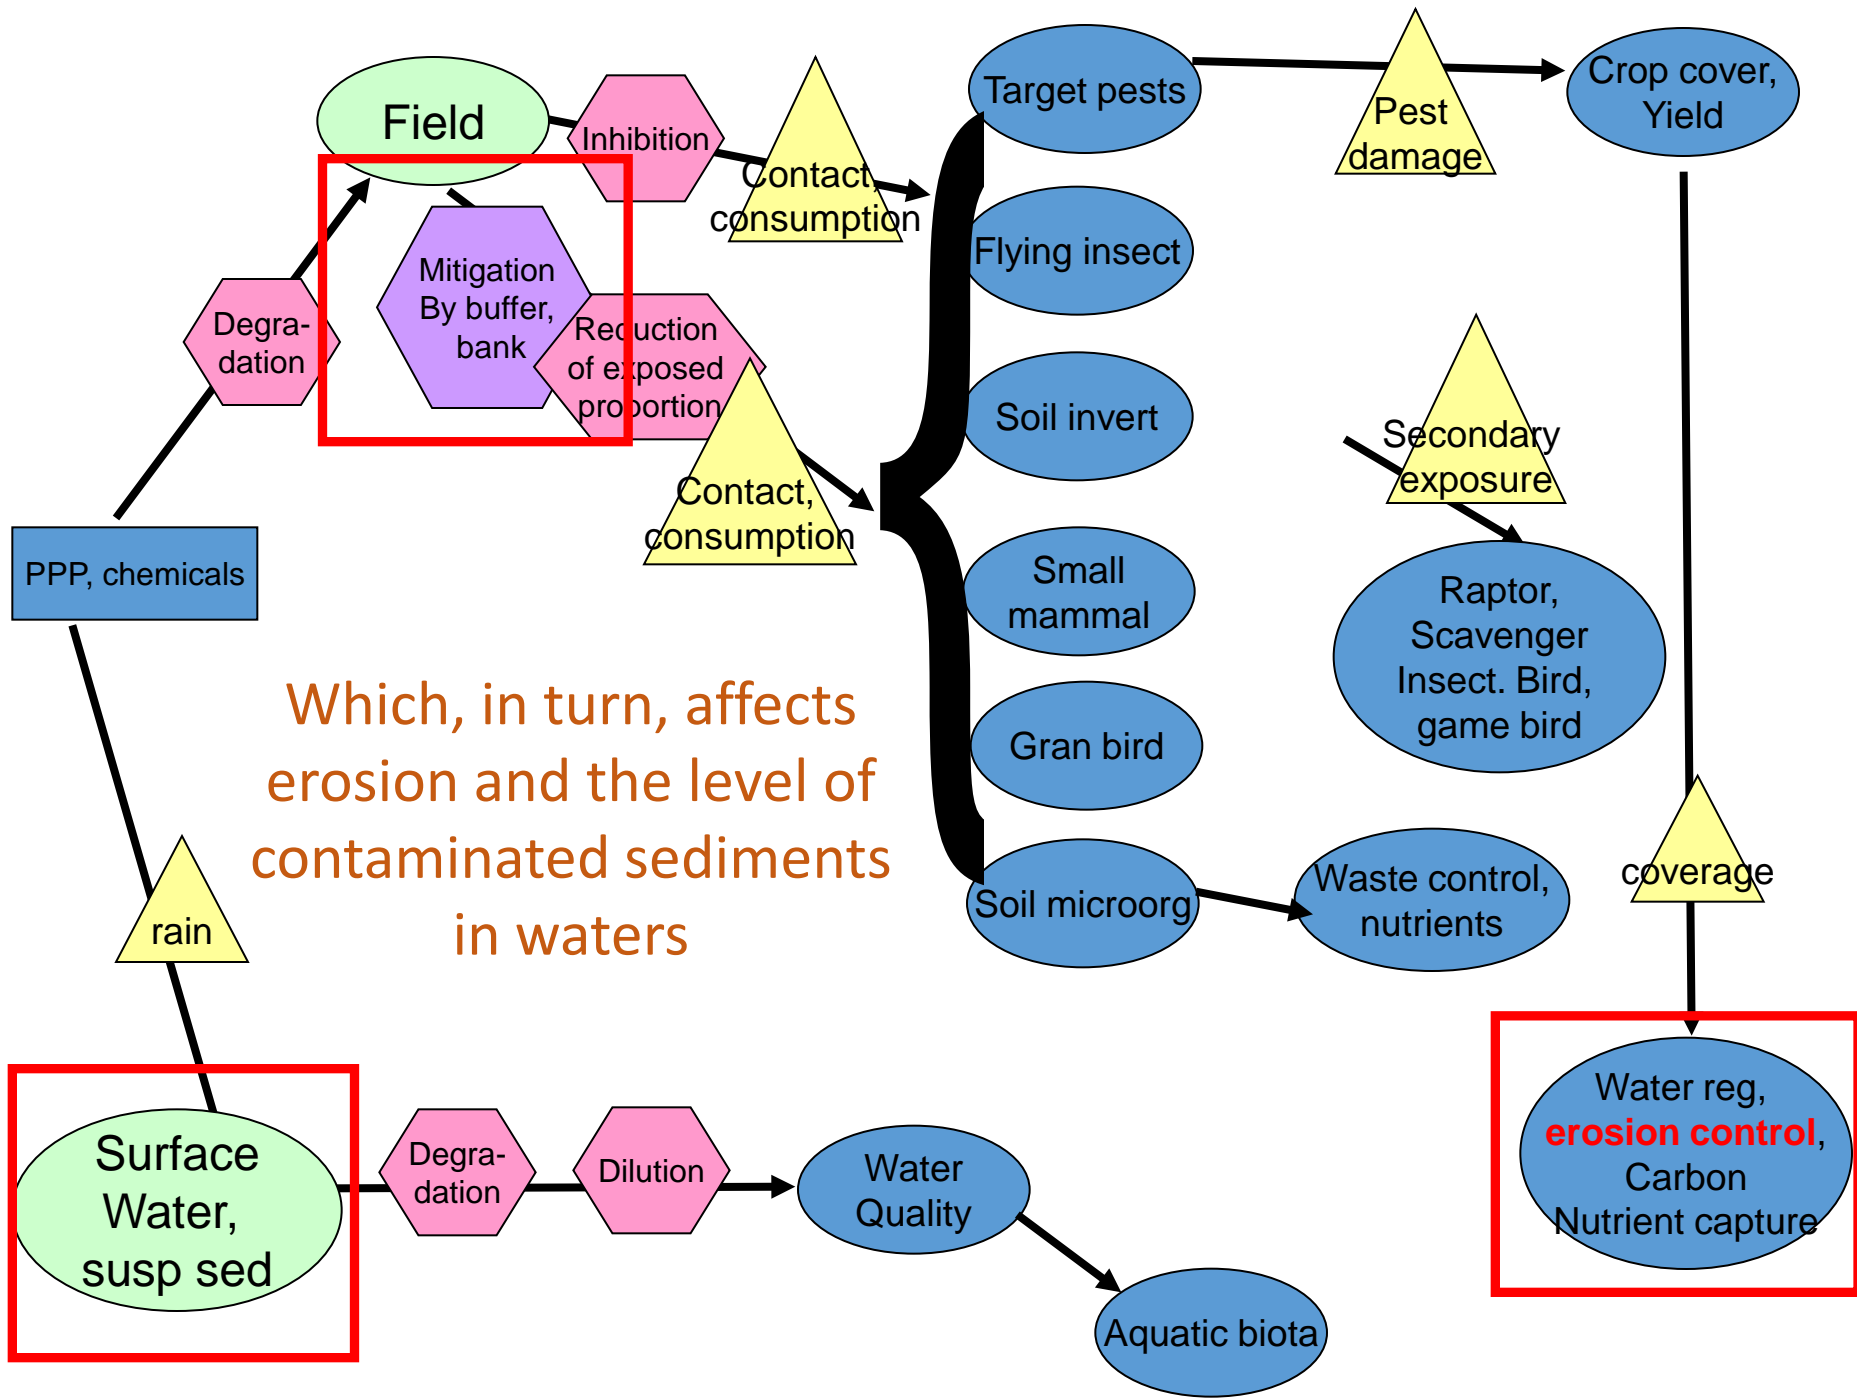 Field
Inhibition
Contact,
consumption
Target pests
Pest
damage
Crop cover,
Yield
Flying insect
Mitigation
By buffer,
bank
Degra-
dation
Reduction
of exposed
proportion
Contact,
consumption
Soil invert
Secondary
exposure
PPP, chemicals
Small
mammal
Raptor,
Scavenger
Insect. Bird,
game bird
Which, in turn, affects
erosion and the level of
contaminated sediments
in waters
Gran bird
rain
Soil microorg
Waste control,
nutrients
coverage
Surface
Water,
susp sed
Degra-
dation
Dilution
Water
Quality
Aquatic biota
Water reg,
erosion control,
Carbon
Nutrient capture